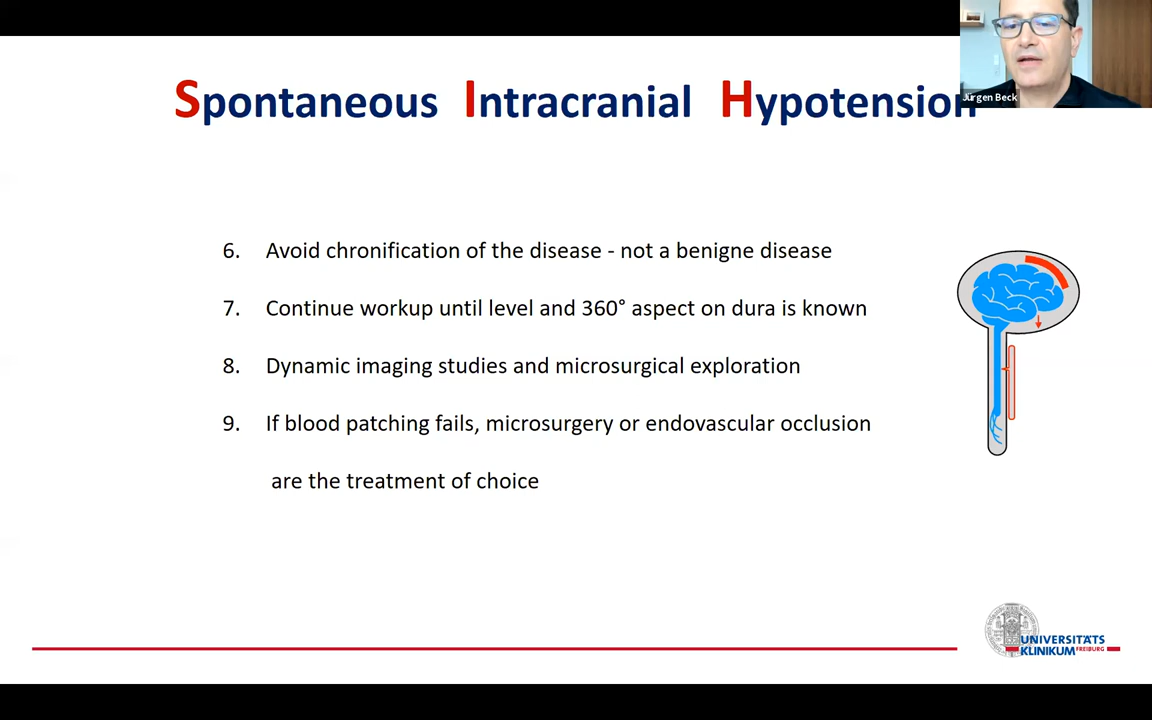 Spontaneous Intracranial Hypotension
Jürgen Beck
6. Avoid chronification of the disease - not a benigne disease
7. Continue workup until level and 360° aspect on dura is known
8. Dynamic imaging studies and microsurgical exploration
9. If blood patching fails, microsurgery or endovascular occlusion
are the treatment of choice
UNIVERSITÄTS
KLINIKUM FREIBURG